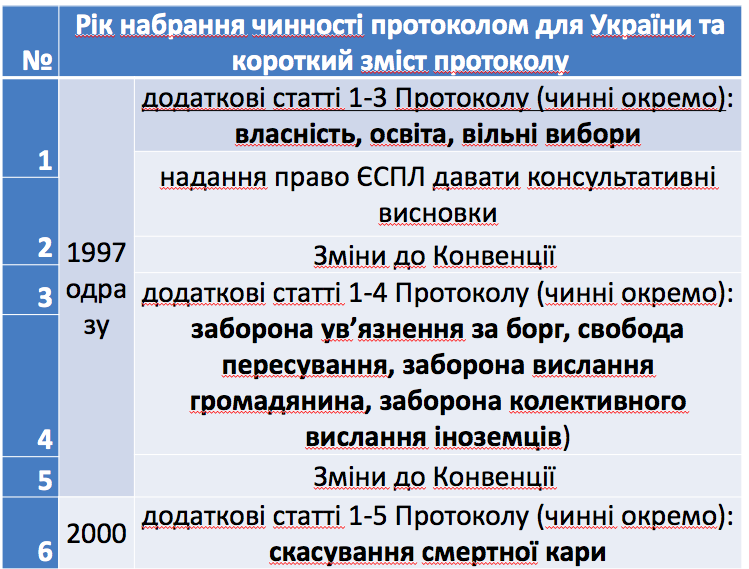 №
Рік набрання чинності протоколом для України та
короткий зміст протоколу
1
1997
одра
зу
додаткові статті 1-3 Протоколу (чинні окремо):
власність, освіта, вільні вибори
2
надання право ЄСПЛ давати консультативні
висновки
3
Зміни до Конвенції
4
додаткові статті 1-4 Протоколу (чинні окремо):
заборона ув’язнення за борг, свобода
пересування, заборона вислання
громадянина, заборона колективного
вислання іноземців)
5
Зміни до Конвенції
6
2000
додаткові статті 1-5 Протоколу (чинні окремо):
скасування смертної кари